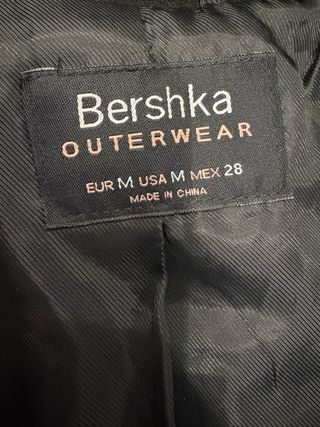 Bershka
OUTERWEAR
EUR M USA M MEX 28
MADE IN CHINA